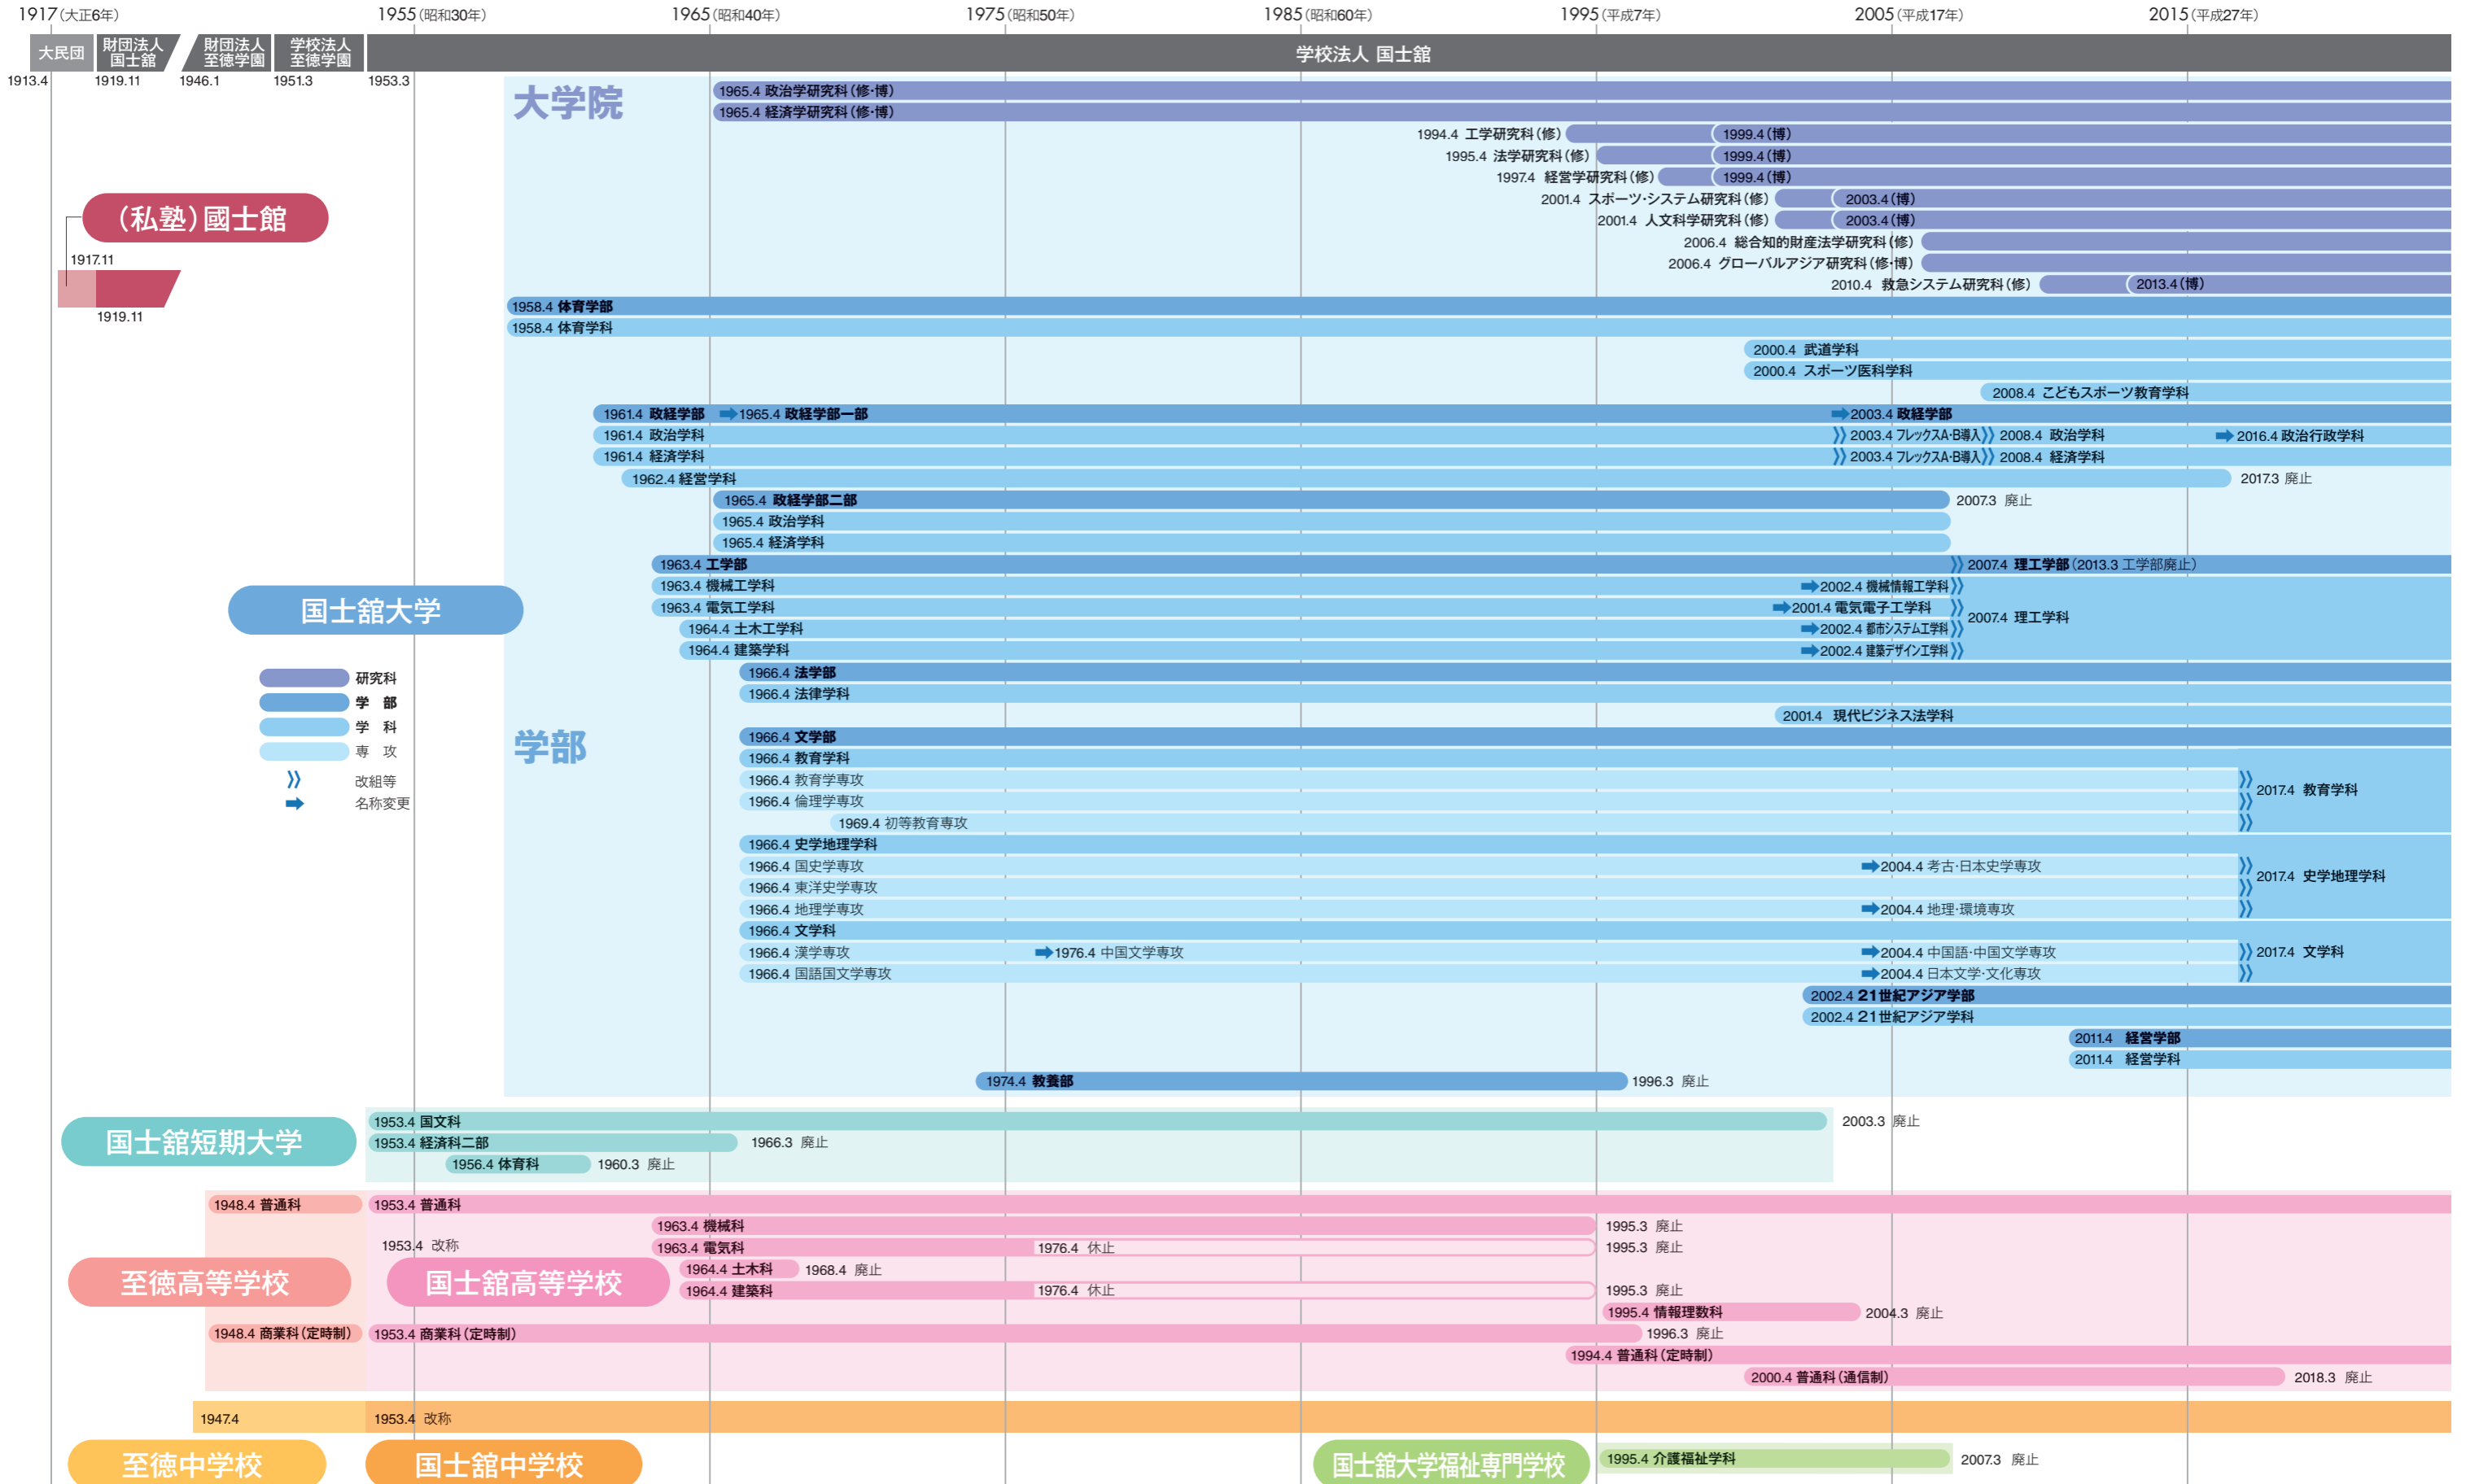 1917(大正6年) 1955(昭和30年) 1965(昭和40年) 1975(昭和50年) 1985(昭和60年) 1995(平成7年) 2005(平成17年) 2015(平成27年)
大民団 財団法人 国士舘 財団法人 至徳学園 学校法人 至徳学園 学校法人 国士舘
1913.4 1919.11 1946.1 1951.3 1953.3
大学院
1965.4 政治学研究科(修・博)
1965.4 経済学研究科(修・博)
1994.4 工学研究科(修) 1999.4(博)
1995.4 法学研究科(修) 1999.4(博)
1997.4 経営学研究科(修) 1999.4(博)
2001.4 スポーツ・システム研究科(修) 2003.4(博)
2001.4 人文科学研究科(修) 2003.4(博)
2006.4 総合知的財産法学研究科(修)
2006.4 グローバルアジア研究科(修・博)
2010.4 救急システム研究科(修) 2013.4(博)
(私塾)國士舘
1917.11
1919.11
1958.4 体育学部
1958.4 体育学科
2000.4 武道学科
2000.4 スポーツ医科学科
2008.4 こどもスポーツ教育学科
1961.4 政経学部 ➡1965.4 政経学部一部 ➡2003.4 政経学部
1961.4 政治学科 》2003.4 フレックスA・B導入》2008.4 政治学科 ➡2016.4 政治行政学科
1961.4 経済学科 》2003.4 フレックスA・B導入》2008.4 経済学科
1962.4 経営学科 2017.3 廃止
1965.4 政経学部二部 2007.3 廃止
1965.4 政治学科
1965.4 経済学科
1963.4 工学部 》2007.4 理工学部(2013.3 工学部廃止)
1963.4 機械工学科 ➡2002.4 機械情報工学科》
1963.4 電気工学科 ➡2001.4 電気電子工学科 》
2007.4 理工学科
1964.4 土木工学科 ➡2002.4 都市システム工学科》
1964.4 建築学科 ➡2002.4 建築デザイン工学科》
国士舘大学
研究科
学 部
学 科
専 攻
》 改組等
➡ 名称変更
1966.4 法学部
1966.4 法律学科
2001.4 現代ビジネス法学科
学部
1966.4 文学部
1966.4 教育学科
1966.4 教育学専攻 》
2017.4 教育学科
1966.4 倫理学専攻 》
1969.4 初等教育専攻 》
1966.4 史学地理学科
1966.4 国史学専攻 ➡2004.4 考古・日本史学専攻 》
2017.4 史学地理学科
1966.4 東洋史学専攻 》
1966.4 地理学専攻 ➡2004.4 地理・環境専攻 》
1966.4 文学科
1966.4 漢学専攻 ➡1976.4 中国文学専攻 ➡2004.4 中国語・中国文学専攻 》2017.4 文学科
1966.4 国語国文学専攻 ➡2004.4 日本文学・文化専攻 》
2002.4 21世紀アジア学部
2002.4 21世紀アジア学科
2011.4 経営学部
2011.4 経営学科
1974.4 教養部 1996.3 廃止
国士舘短期大学
1953.4 国文科 2003.3 廃止
1953.4 経済科二部 1966.3 廃止
1956.4 体育科 1960.3 廃止
1948.4 普通科 1953.4 普通科
1963.4 機械科 1995.3 廃止
1953.4 改称
1963.4 電気科 1976.4 休止 1995.3 廃止
至徳高等学校 国士舘高等学校
1964.4 土木科 1968.4 廃止
1964.4 建築科 1976.4 休止 1995.3 廃止
1995.4 情報理数科 2004.3 廃止
1948.4 商業科(定時制) 1953.4 商業科(定時制) 1996.3 廃止
1994.4 普通科(定時制)
2000.4 普通科(通信制) 2018.3 廃止
1947.4 1953.4 改称
至徳中学校 国士舘中学校 国士舘大学福祉専門学校 1995.4 介護福祉学科 2007.3 廃止